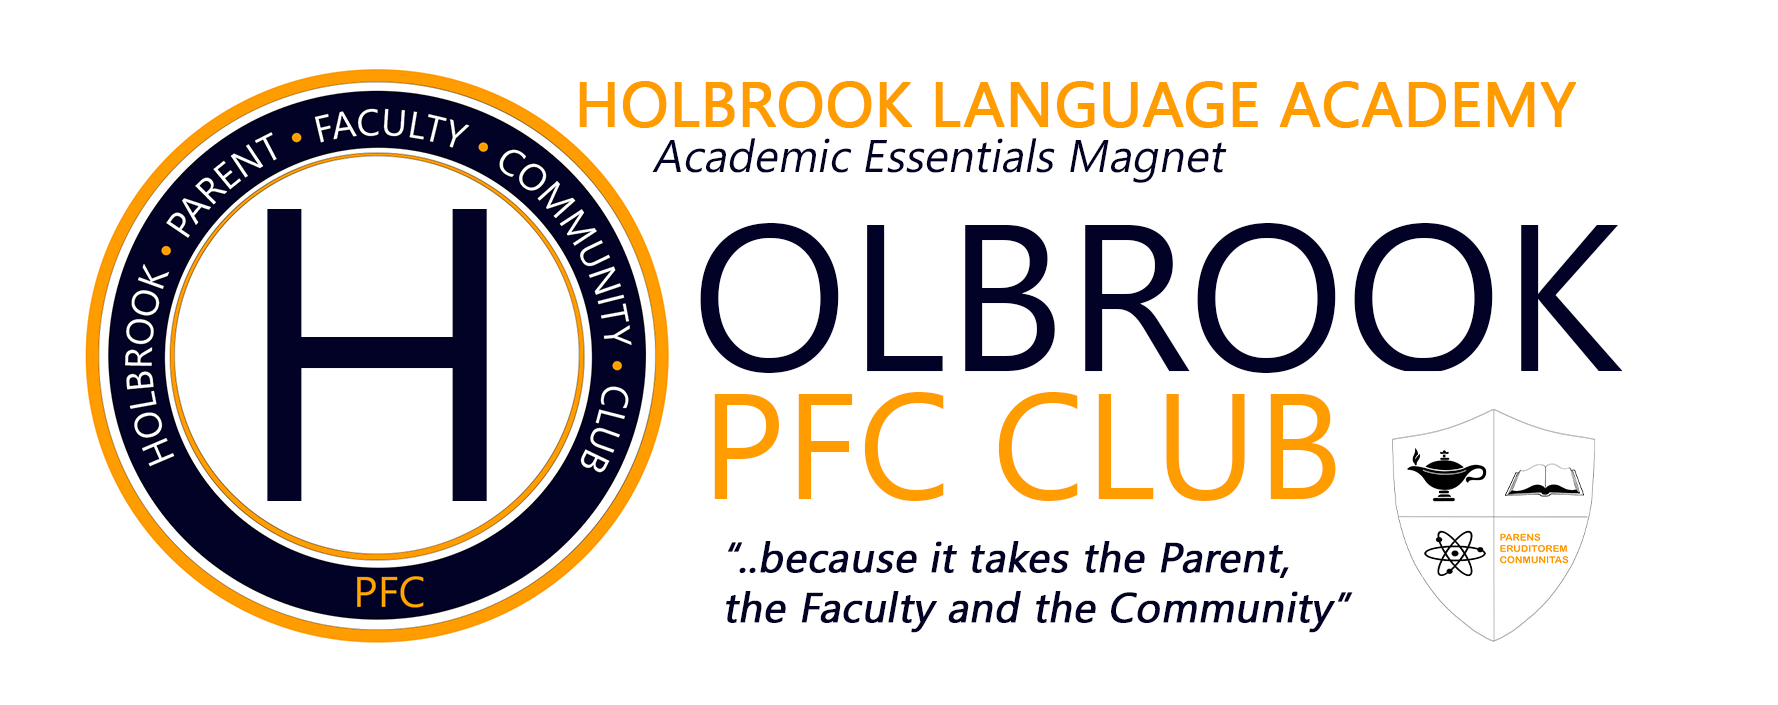 HOLBROOK • PARENT • FACULTY • COMMUNITY • CLUB
H
PFC
HOLBROOK LANGUAGE ACADEMY
Academic Essentials Magnet
OLBROOK
PFC CLUB
“..because it takes the Parent,
the Faculty and the Community”
PARENS
ERUDITOREM
CONMUNITAS